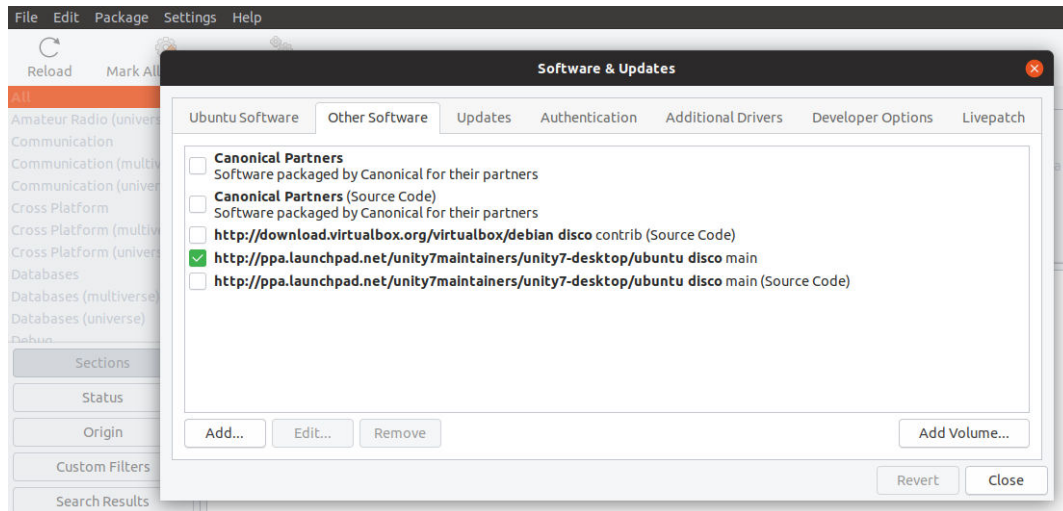 File Edit Package Settings Help
Reload Mark All
Software & Updates
All
Amateur Radio (univers
Communication
Communication (multiv
Communication (univer
Cross Platform
Cross Platform (multive
Cross Platform (univers
Databases
Databases (multiverse)
Databases (universe)
Debug
Sections
Status
Origin
Custom Filters
Search Results
Ubuntu Software Other Software Updates Authentication Additional Drivers Developer Options Livepatch
Canonical Partners
Software packaged by Canonical for their partners
Canonical Partners (Source Code)
Software packaged by Canonical for their partners
http://download.virtualbox.org/virtualbox/debian disco contrib (Source Code)
http://ppa.launchpad.net/unity7maintainers/unity7-desktop/ubuntu disco main
http://ppa.launchpad.net/unity7maintainers/unity7-desktop/ubuntu disco main (Source Code)
Add... Edit... Remove Add Volume...
Revert Close